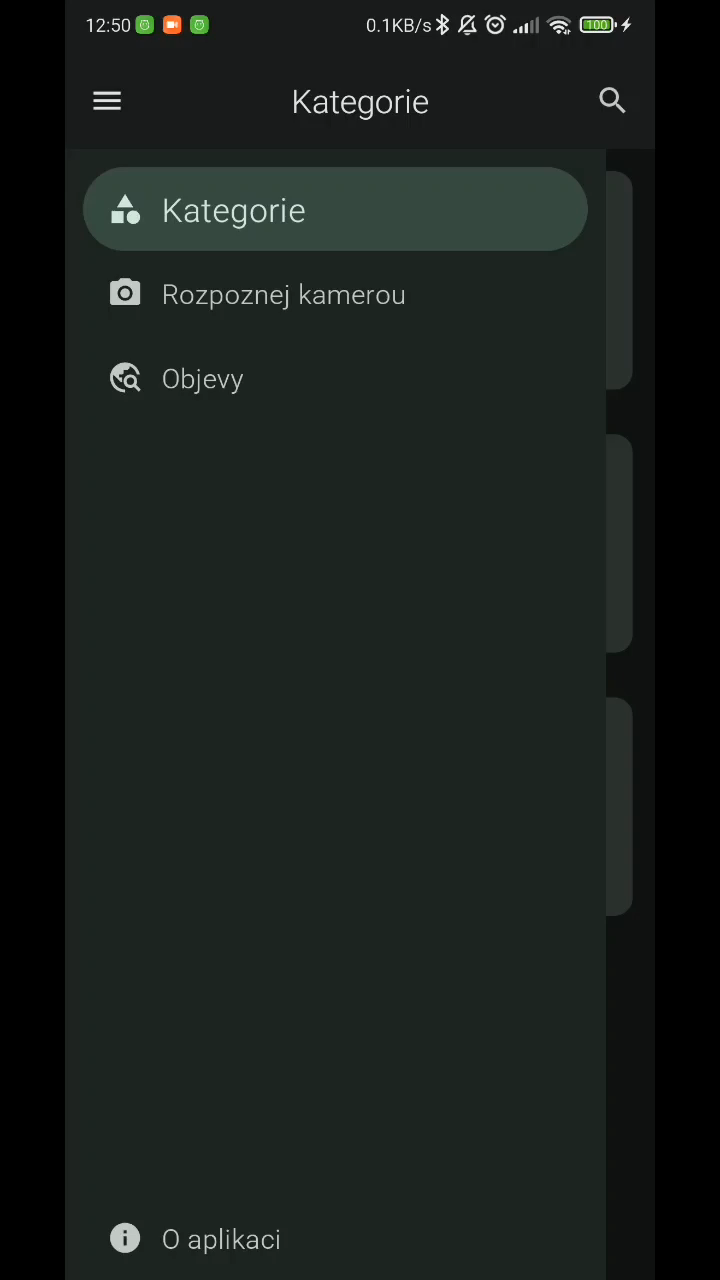 12:50 0.1KB/s 100
Kategorie
Kategorie
Rozpoznej kamerou
Objevy
O aplikaci